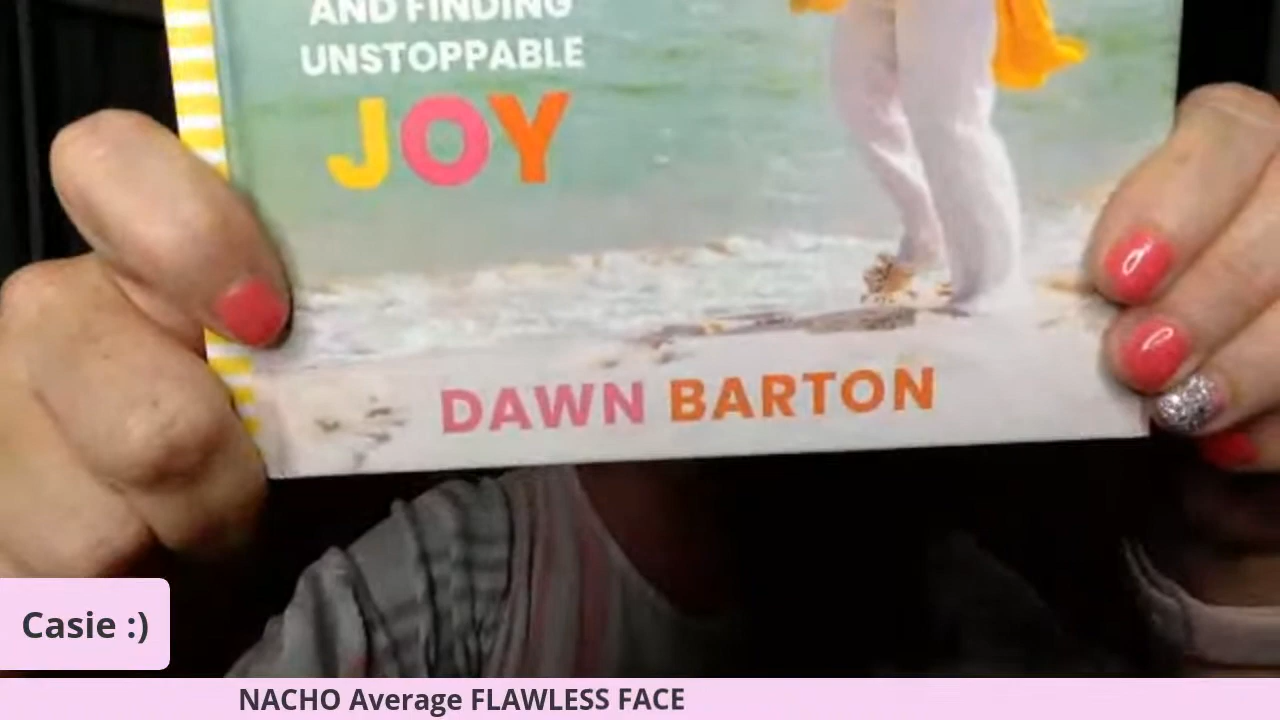 AND FINDING
UNSTOPPABLE
JOY
DAWN BARTON
Casie :)
NACHO Average FLAWLESS FACE